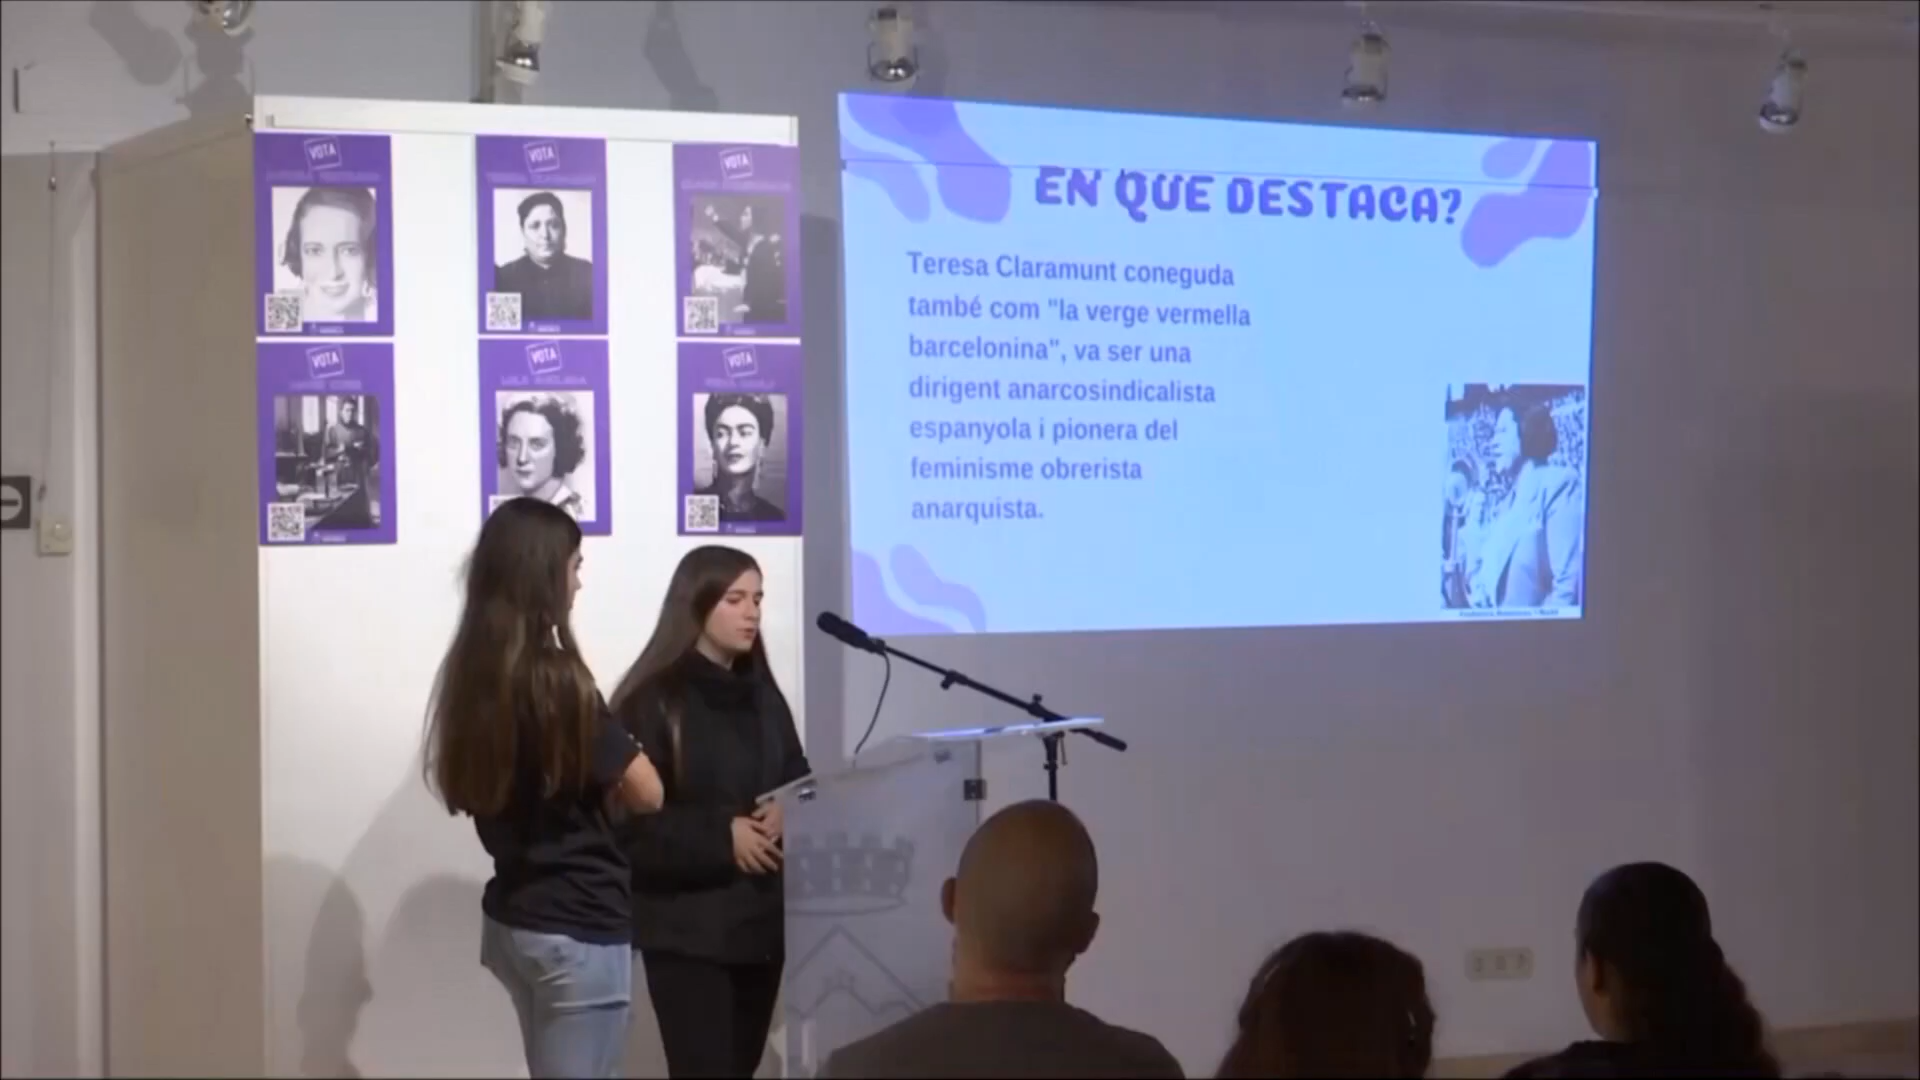 VOTA
VOTA
VOTA
VOTA
VOTA
VOTA
EN QUE DESTACA?
Teresa Claramunt coneguda
també com "la verge vermella
barcelonina", va ser una
dirigent anarcosindicalista
espanyola i pionera del
feminisme obrerista
anarquista.